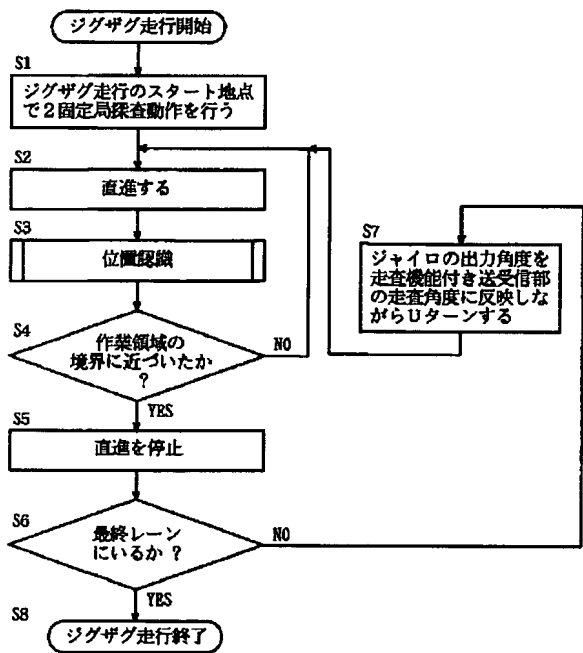 ジグザグ走行開始
S1
ジグザグ走行のスタート地点
で2固定局探査動作を行う
S2
直進する
S3
位置認識
S7
ジャイロの出力角度を
走査機能付き送受信部
の走査角度に反映しな
がらUターンする
S4
作業領域の
境界に近づいたか
?
NO
YES
S5
直進を停止
S6
最終レーン
にいるか ?
NO
YES
S8
ジグザグ走行終了